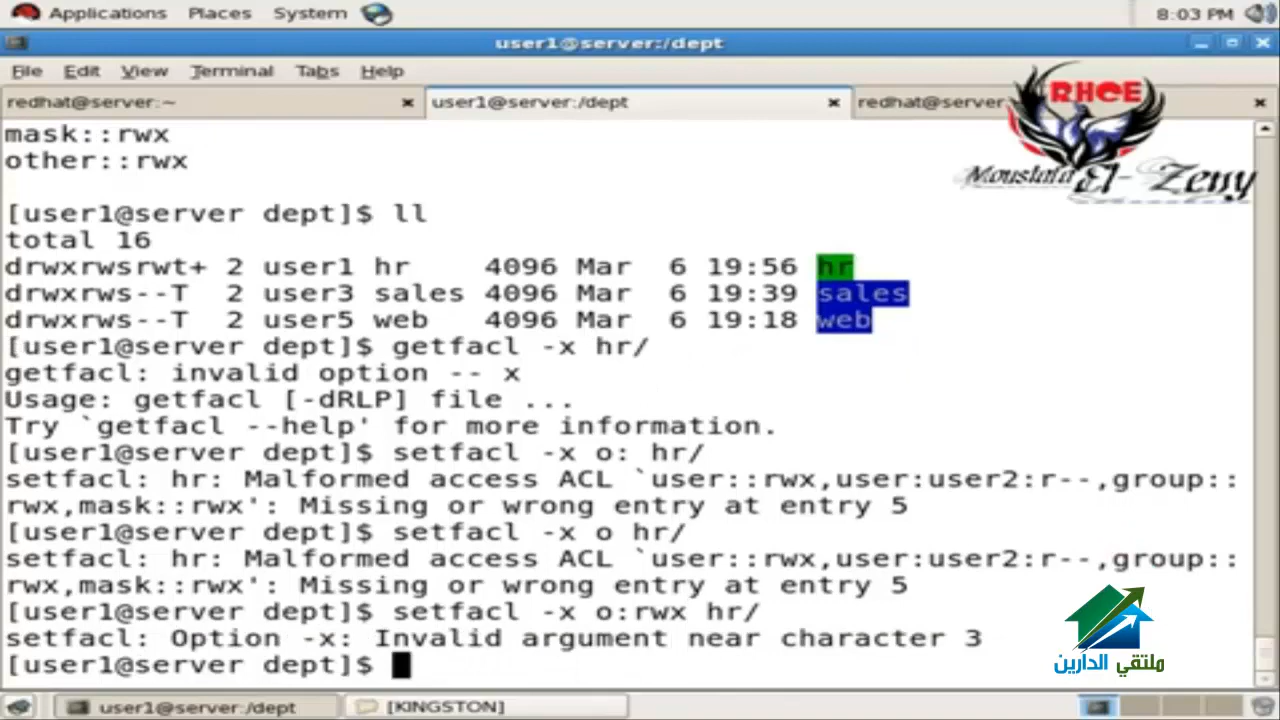 Applications Places System 8:03 PM
user1@server:/dept
File Edit View Terminal Tabs Help
redhat@server:~ user1@server:/dept redhat@server
RHCE
Moustafa El-Zeny
mask::rwx
other::rwx
[user1@server dept]$ ll
total 16
drwxrwsrwt+ 2 user1 hr 4096 Mar 6 19:56 hr
drwxrws--T 2 user3 sales 4096 Mar 6 19:39 sales
drwxrws--T 2 user5 web 4096 Mar 6 19:18 web
[user1@server dept]$ getfacl -x hr/
getfacl: invalid option -- x
Usage: getfacl [-dRLP] file ...
Try `getfacl --help' for more information.
[user1@server dept]$ setfacl -x o: hr/
setfacl: hr: Malformed access ACL `user::rwx,user:user2:r--,group::
rwx,mask::rwx': Missing or wrong entry at entry 5
[user1@server dept]$ setfacl -x o hr/
setfacl: hr: Malformed access ACL `user::rwx,user:user2:r--,group::
rwx,mask::rwx': Missing or wrong entry at entry 5
[user1@server dept]$ setfacl -x o:rwx hr/
setfacl: Option -x: Invalid argument near character 3
[user1@server dept]$
ملتقي الدارين
user1@server:/dept [KINGSTON]